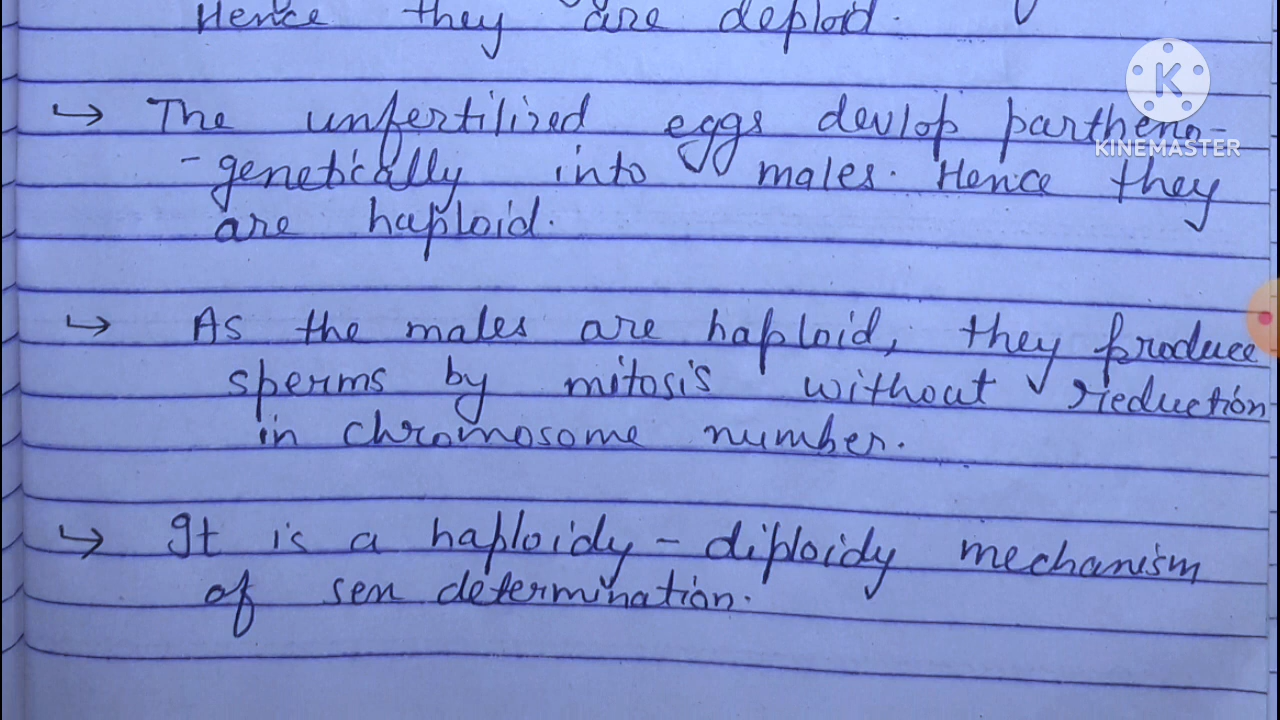 Hence they are deploid.
→ The unfertilized eggs devlop partheno-
-genetically into males. Hence they
are haploid.
→ As the males are haploid, they produce
sperms by mitosis without reduction
in chromosome number.
→ It is a haploidy - diploidy mechanism
of sex determination.
K
KINEMASTER